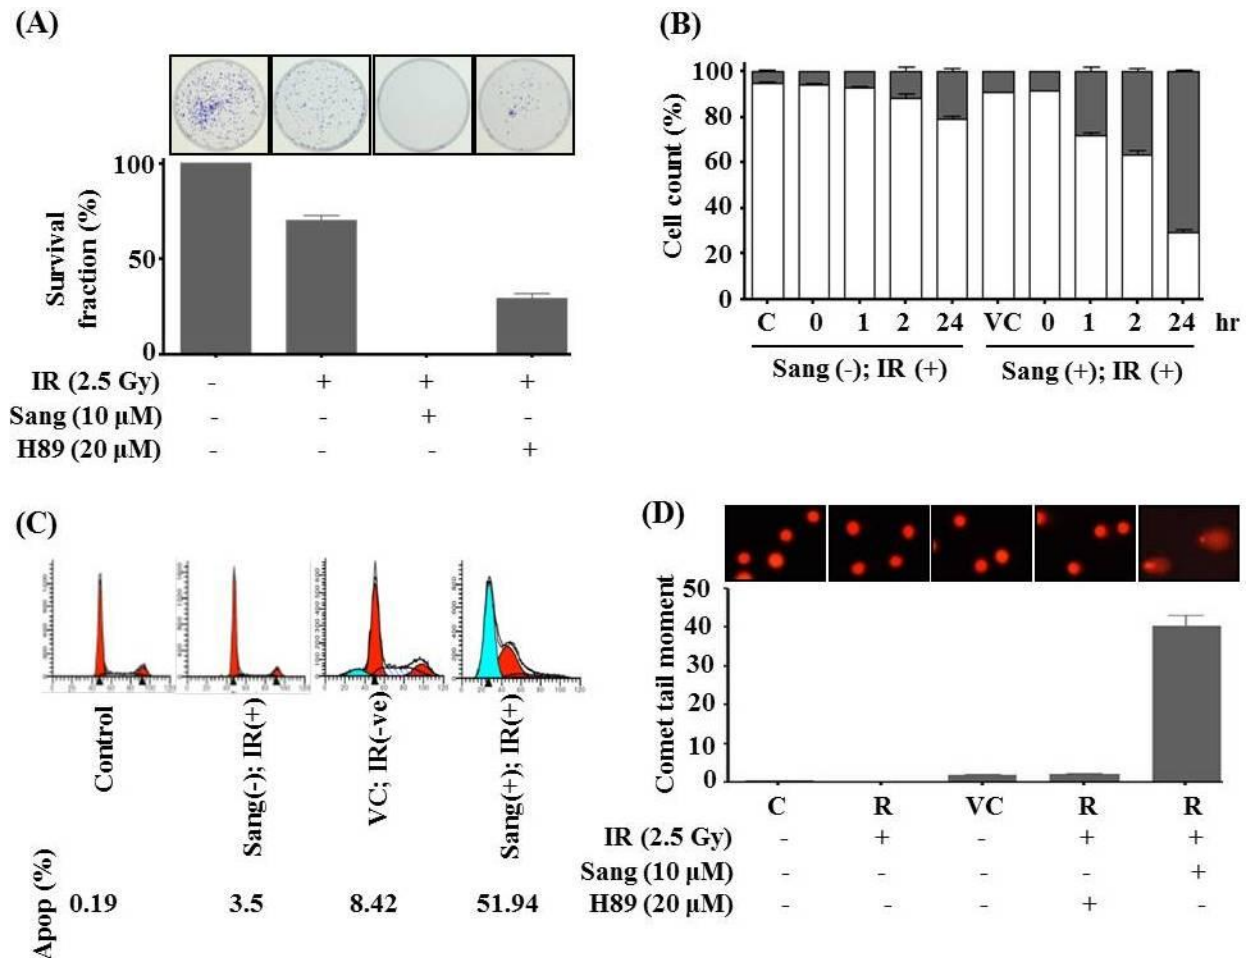 (A)
100
50
0
Survival
fraction (%)
IR (2.5 Gy) - + + +
Sang (10 μM) - - + -
H89 (20 μM) - - - +
(B)
100
80
60
40
20
0
Cell count (%)
C 0 1 2 24 VC 0 1 2 24 hr
Sang (-); IR (+) Sang (+); IR (+)
(C)
Control
Sang(-); IR(+)
VC; IR(-ve)
Sang(+); IR(+)
Apop (%) 0.19 3.5 8.42 51.94
(D)
50
40
30
20
10
0
Comet tail moment
C R VC R R
IR (2.5 Gy) - + - + +
Sang (10 μM) - - - - +
H89 (20 μM) - - - + -